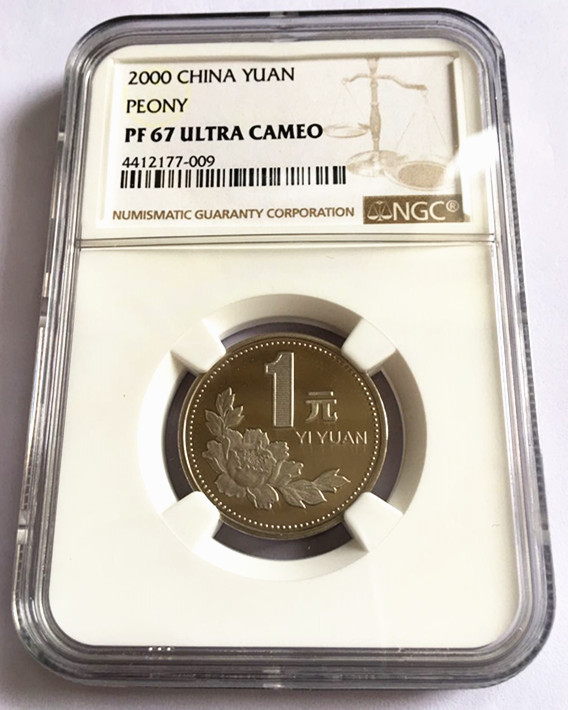 2000 CHINA YUAN
PEONY
PF 67 ULTRA CAMEO
4412177-009
NUMISMATIC GUARANTY CORPORATION NGC®
1元
YI YUAN